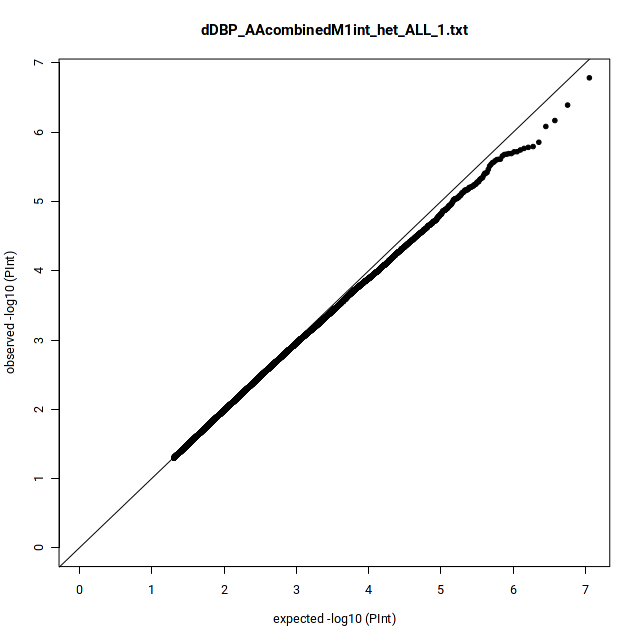 dDBP_AAcombinedM1int_het_ALL_1.txt
observed -log10 (PInt)
7
6
5
4
3
2
1
0
0 1 2 3 4 5 6 7
expected -log10 (PInt)